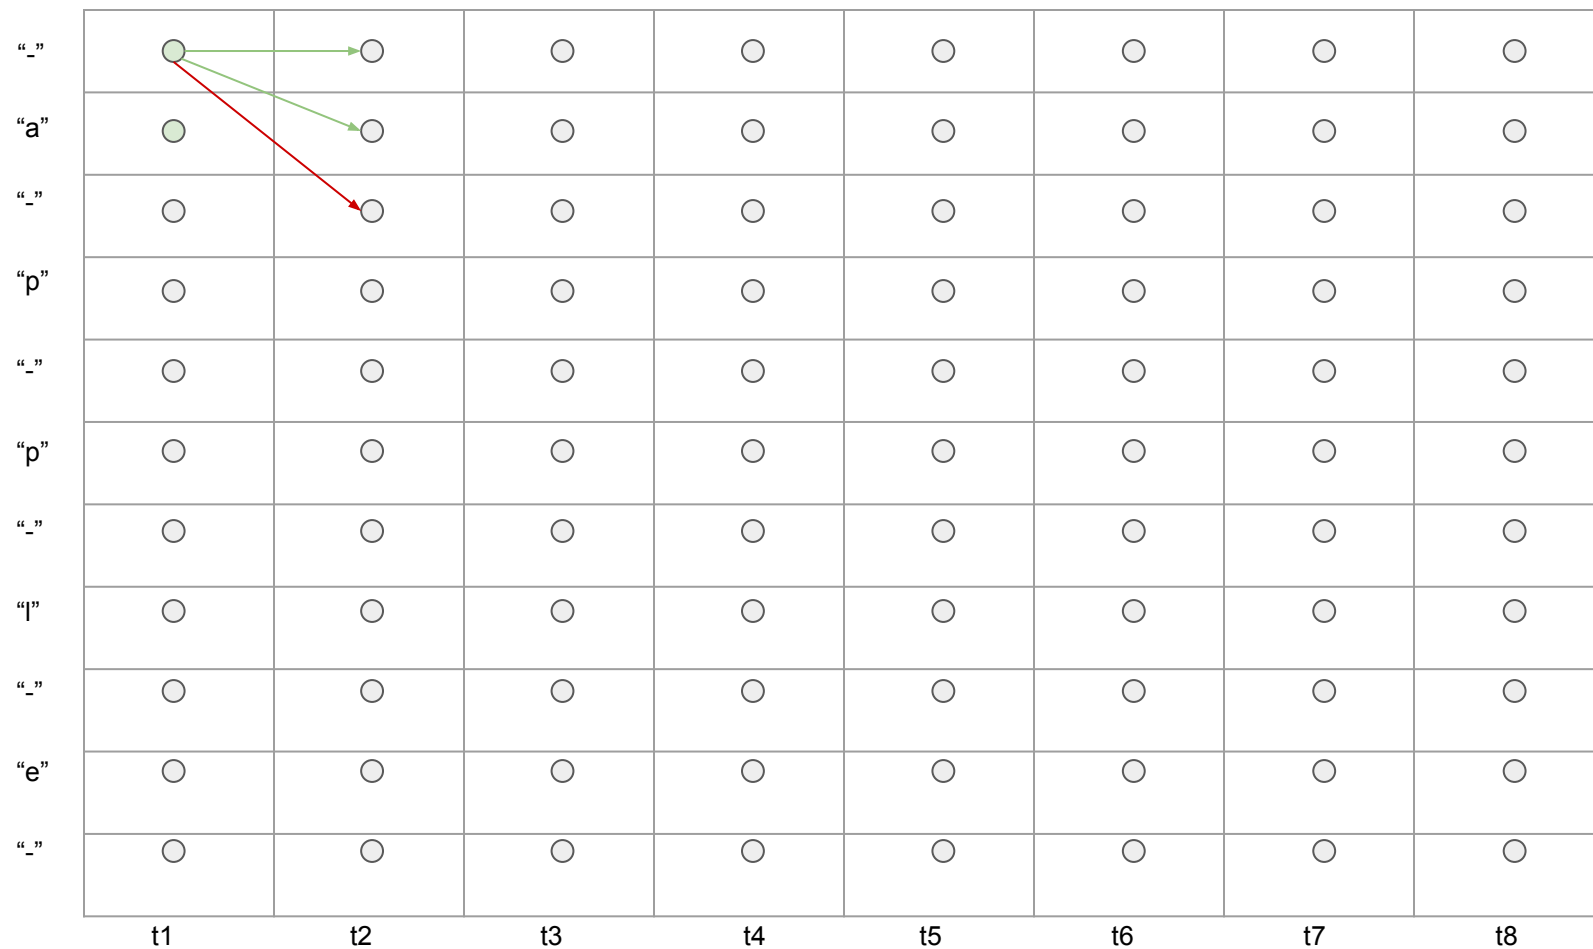 “-”
“a”
“-”
“p”
“-”
“p”
“-”
“l”
“-”
“e”
“-”
t1 t2 t3 t4 t5 t6 t7 t8